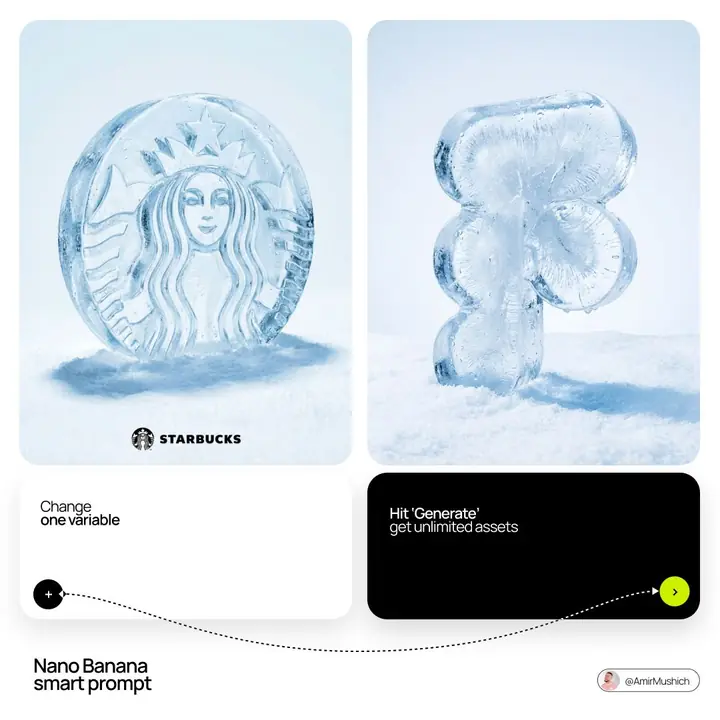 STARBUCKS
Change
one variable
Hit ‘Generate’
get unlimited assets
Nano Banana
smart prompt
@AmirMushich